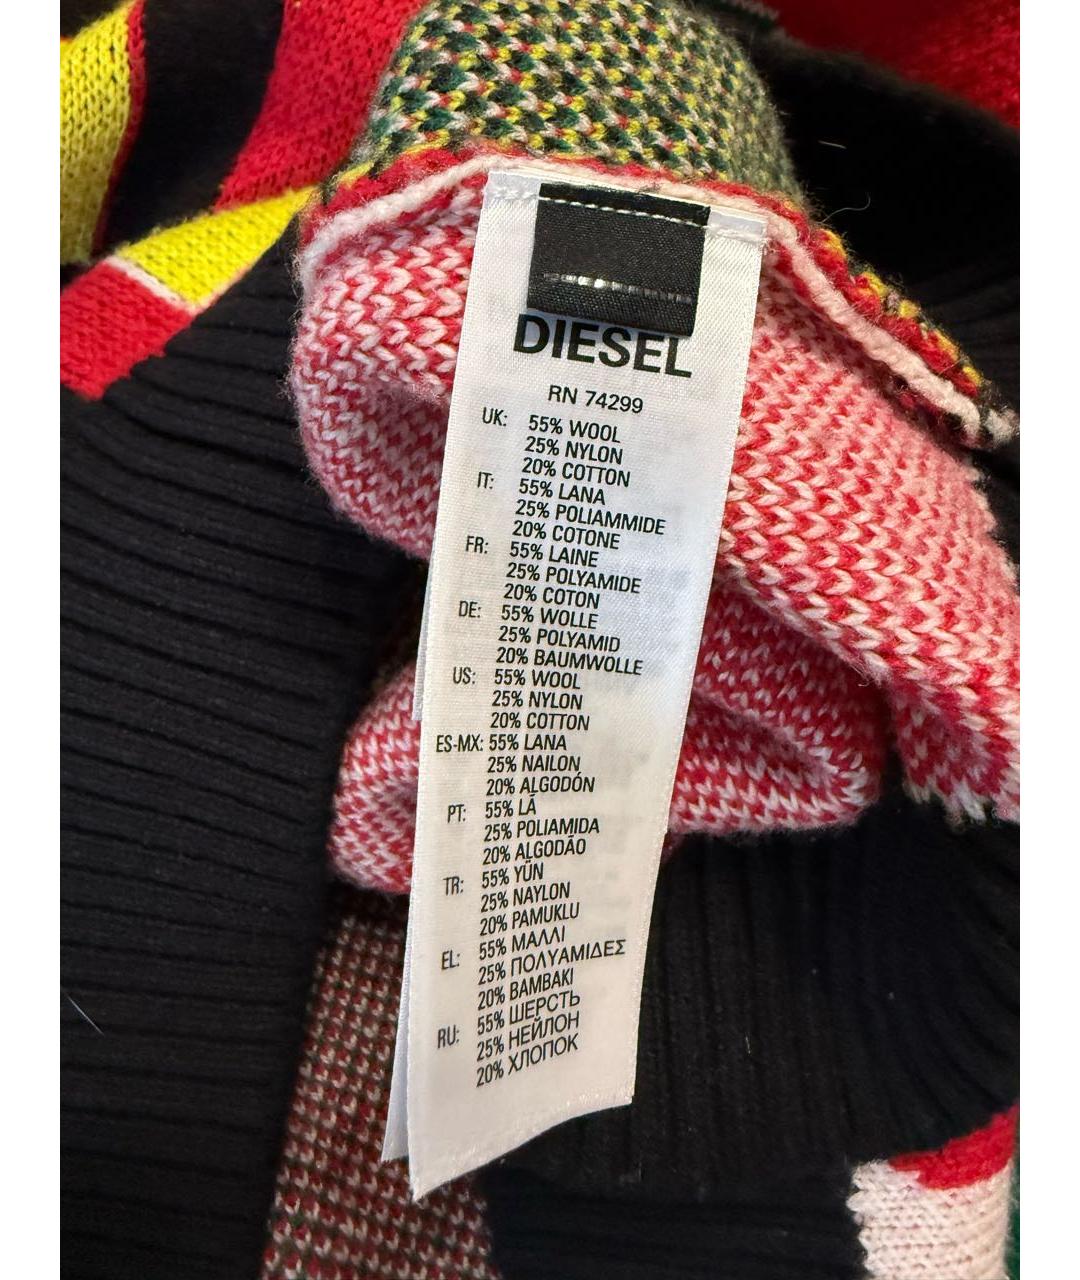 DIESEL
RN 74299
UK: 55% WOOL
25% NYLON
20% COTTON
IT: 55% LANA
25% POLIAMMIDE
20% COTONE
FR: 55% LAINE
25% POLYAMIDE
20% COTON
DE: 55% WOLLE
25% POLYAMID
20% BAUMWOLLE
US: 55% WOOL
25% NYLON
20% COTTON
ES-MX: 55% LANA
25% NAILON
20% ALGODÓN
PT: 55% LÃ
25% POLIAMIDA
20% ALGODÃO
TR: 55% YÜN
25% NAYLON
20% PAMUKLU
EL: 55% ΜΑΛΛΙ
25% ΠΟΛΥΑΜΙΔΕΣ
20% ΒΑΜΒΑΚΙ
RU: 55% ШЕРСТЬ
25% НЕЙЛОН
20% ХЛОПОК